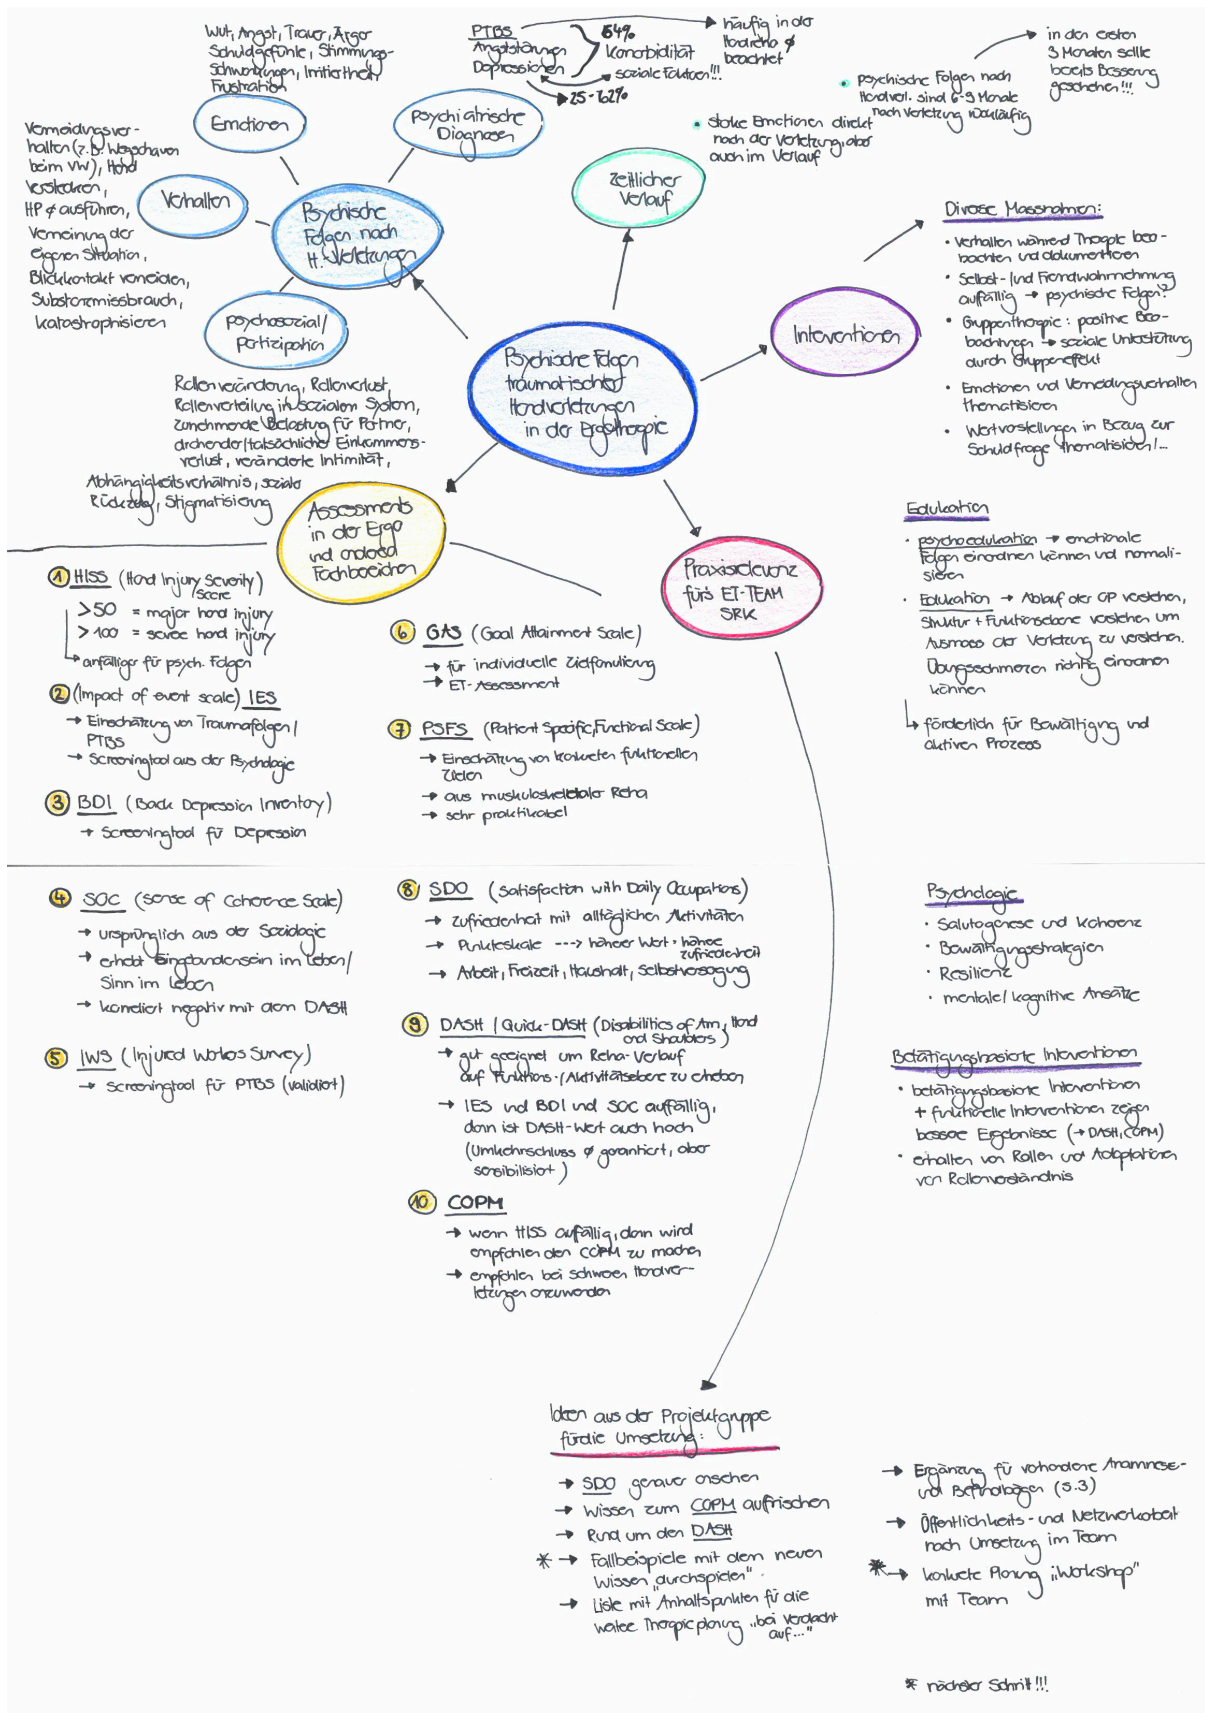 Wut, Angst, Trauer, Ärger
Schuldgefühle, Stimmungs-
schwankungen, Irritiertheit,
Frustration
Emotionen
PTBS
Angststörungen
Depressionen
54%
Komorbidität
soziale Faktoren!!!
25-62%
häufig in der
Handreha ∅
beachtet
psychiatrische
Diagnosen
Vermeidungsver-
halten (z.B. Wegschauen
beim VW), Hand
verstecken,
HP ∅ ausführen,
Verneinung der
eigenen Situation,
Blickkontakt vermeiden,
Substanzmissbrauch,
katastrophisieren
Verhalten
Psychische
Folgen nach
H.-Verletzungen
psychosozial/
Partizipation
Rollenveränderung, Rollenverlust,
Rollenverteilung in sozialem System,
zunehmende Belastung für Partner,
drohender/tatsächlicher Einkommens-
verlust, veränderte Intimität,
Abhängigkeitsverhältnis, sozialer
Rückzug, Stigmatisierung
• starke Emotionen direkt
nach der Verletzung, aber
auch im Verlauf
• psychische Folgen nach
Handverl. sind 6-9 Monate
nach Verletzung rückläufig
in den ersten
3 Monaten sollte
bereits Besserung
geschehen!!!
zeitlicher
Verlauf
Psychische Folgen
traumatischer
Handverletzungen
in der Ergotherapie
Interventionen
Diverse Massnahmen:
• Verhalten während Therapie beo-
bachten und dokumentieren
• Selbst-/und Fremdwahrnehmung
auffällig → psychische Folgen?
• Gruppentherapie: positive Beo-
bachtungen → soziale Unterstützung
durch Gruppeneffekt
• Emotionen und Vermeidungsverhalten
thematisieren
• Wertvorstellungen in Bezug zur
Schuldfrage thematisieren/...
Edukation
• psychoedukation → emotionale
Folgen einordnen können und normali-
sieren
• Edukation → Ablauf der OP verstehen,
Struktur + Funktionsebene verstehen um
Ausmass der Verletzung zu verstehen.
Übungsschmerzen richtig einordnen
können
↳ förderlich für Bewältigung und
aktiven Prozess
Assessments
in der Ergo
und anderen
Fachbereichen
Praxisrelevanz
für's ET-TEAM
SRK
1 HISS (Hand Injury Severity
Score)
>50 = major hand injury
>100 = severe hand injury
↳ anfälliger für psych. Folgen
2 (Impact of event scale) IES
→ Einschätzung von Traumafolgen/
PTBS
→ Screeningtool aus der Psychologie
3 BDI (Beck Depression Inventory)
→ Screeningtool für Depression
6 GAS (Goal Attainment Scale)
→ für individuelle Zielformulierung
→ ET-Assessment
7 PSFS (Patient Specific Functional Scale)
→ Einschätzung von konkreten funktionellen
Zielen
→ aus muskuloskeletaler Reha
→ sehr praktikabel
4 SOC (sense of Coherence Scale)
→ ursprünglich aus der Soziologie
→ erhebt Eingebundensein im Leben/
Sinn im Leben
→ korreliert negativ mit dem DASH
5 IWS (Injured Workers Survey)
→ Screeningtool für PTBS (validiert)
8 SDO (Satisfaction with Daily Occupations)
→ Zufriedenheit mit alltäglichen Aktivitäten
→ Punkteskale ---> höherer Wert = höhere
Zufriedenheit
→ Arbeit, Freizeit, Haushalt, Selbstversorgung
9 DASH / Quick-DASH (Disabilities of Arm, Hand
and Shoulders)
→ gut geeignet um Reha-Verlauf
auf Funktions-/Aktivitätsebene zu erheben
→ IES und BDI und SOC auffällig,
dann ist DASH-Wert auch hoch
(Umkehrschluss ∅ garantiert, aber
sensibilisiert)
10 COPM
→ wenn HISS auffällig, dann wird
empfohlen den COPM zu machen
→ empfohlen bei schweren Handver-
letzungen anzuwenden
Psychologie
• Salutogenese und Kohärenz
• Bewältigungsstrategien
• Resilienz
• mentale/kognitive Ansätze
Betätigungsbasierte Interventionen
• betätigungsbasierte Interventionen
+ funktionelle Interventionen zeigen
bessere Ergebnisse (→ DASH, COPM)
• erhalten von Rollen und Adaptationen
von Rollenverständnis
Ideen aus der Projektgruppe
für die Umsetzung:
→ SDO genauer ansehen
→ Wissen zum COPM auffrischen
→ Rund um den DASH
* → Fallbeispiele mit dem neuen
Wissen „durchspielen".
→ Liste mit Anhaltspunkten für die
weitere Therapieplanung „bei Verdacht
auf..."
→ Ergänzung für vorhandene Anamnese-
und Befundbögen (S.3)
→ Öffentlichkeits- und Netzwerkarbeit
nach Umsetzung im Team
* → konkrete Planung „Workshop"
mit Team
* nächster Schritt!!!